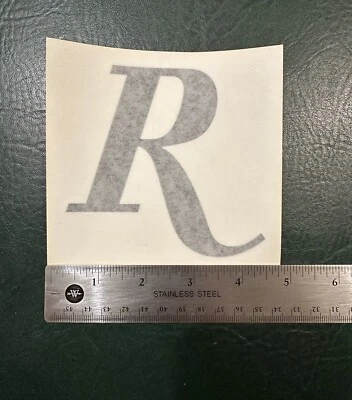 R
1 2 3 4 5 6
W
STAINLESS STEEL